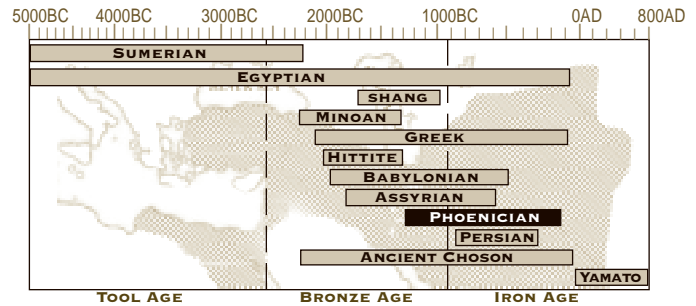 5000BC 4000BC 3000BC 2000BC 1000BC 0AD 800AD
SUMERIAN
EGYPTIAN
SHANG
MINOAN
GREEK
HITTITE
BABYLONIAN
ASSYRIAN
PHOENICIAN
PERSIAN
ANCIENT CHOSON
YAMATO
TOOL AGE BRONZE AGE IRON AGE